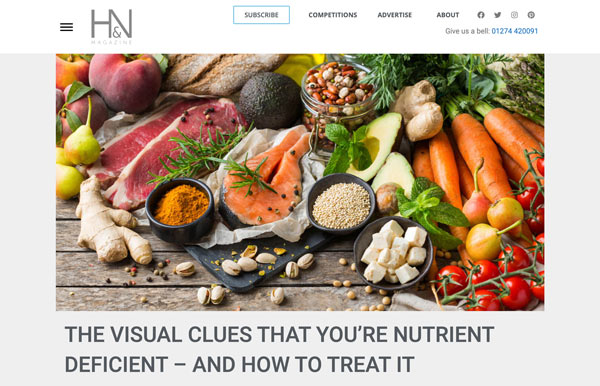 H&N
MAGAZINE
SUBSCRIBE
COMPETITIONS
ADVERTISE
ABOUT
Give us a bell: 01274 420091
THE VISUAL CLUES THAT YOU’RE NUTRIENT
DEFICIENT – AND HOW TO TREAT IT